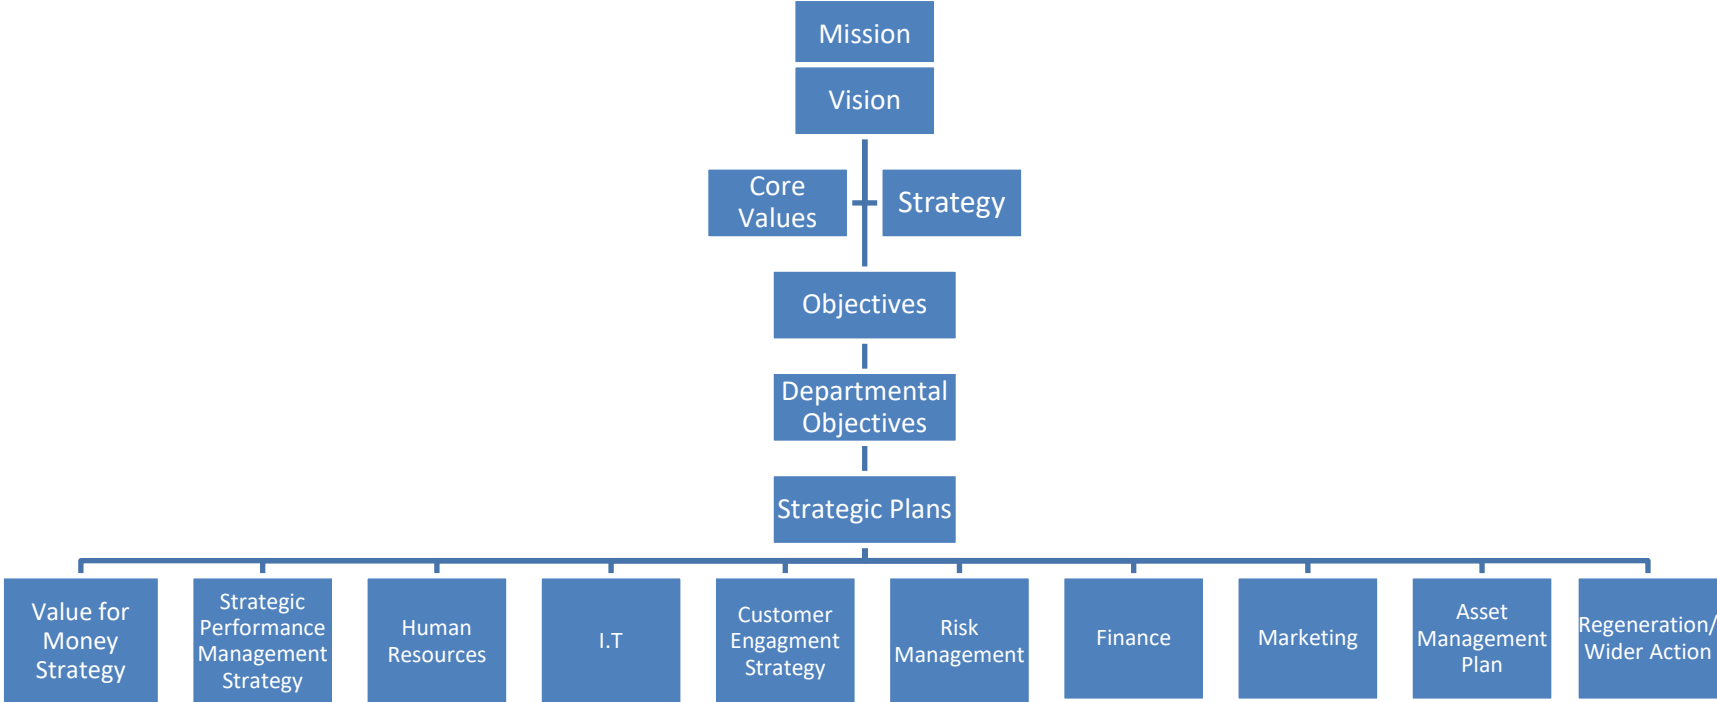 Mission
Vision
Core
Values
Strategy
Objectives
Departmental
Objectives
Strategic Plans
Value for
Money
Strategy
Strategic
Performance
Management
Strategy
Human
Resources
I.T
Customer
Engagment
Strategy
Risk
Management
Finance
Marketing
Asset
Management
Plan
Regeneration/
Wider Action